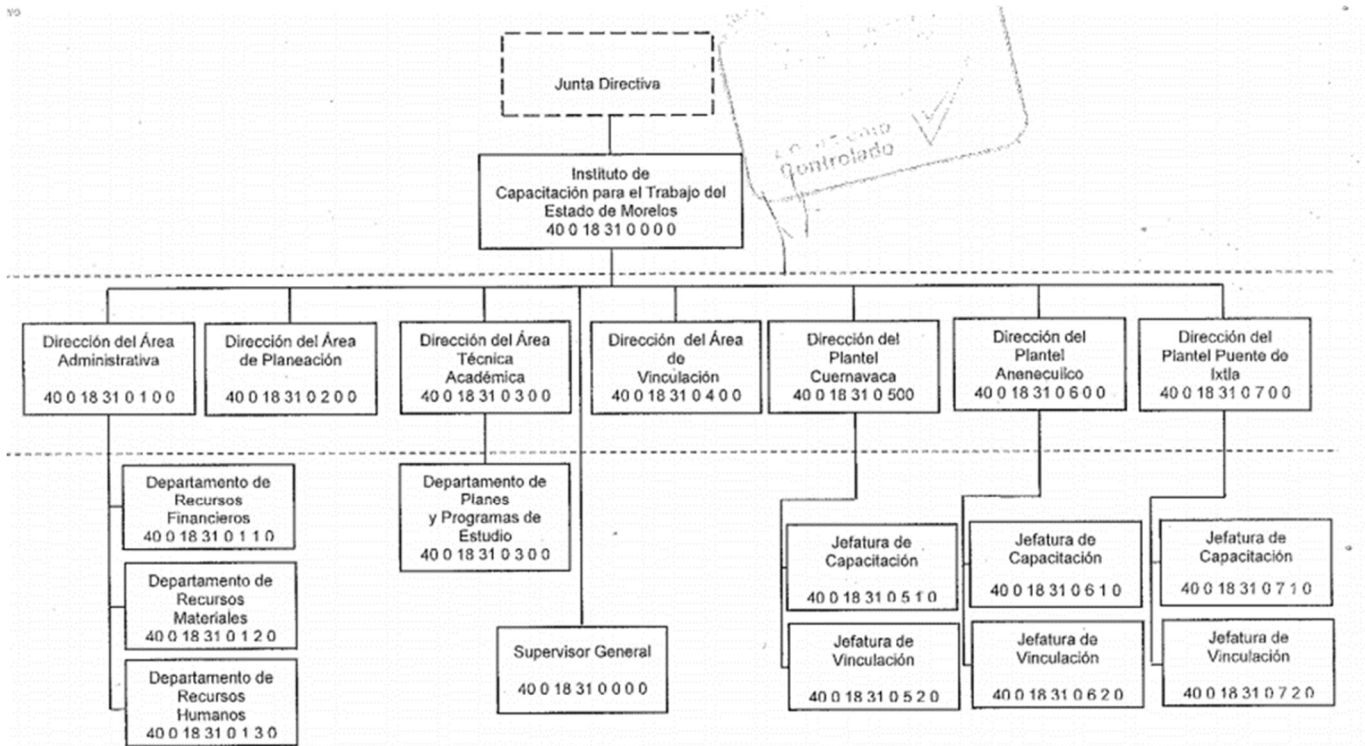 Junta Directiva
Controlado
Instituto de
Capacitación para el Trabajo del
Estado de Morelos
40 0 18 31 0 0 0 0
Dirección del Área
Administrativa
40 0 18 31 0 1 0 0
Dirección del Área
de Planeación
40 0 18 31 0 2 0 0
Dirección del Área
Técnica
Académica
40 0 18 31 0 3 0 0
Dirección del Área
de
Vinculación
40 0 18 31 0 4 0 0
Dirección del
Plantel
Cuernavaca
40 0 18 31 0 500
Dirección del
Plantel
Anenecuilco
40 0 18 31 0 6 0 0
Dirección del
Plantel Puente de
Ixtla
40 0 18 31 0 7 0 0
Departamento de
Recursos
Financieros
40 0 18 31 0 1 1 0
Departamento de
Recursos
Materiales
40 0 18 31 0 1 2 0
Departamento de
Recursos
Humanos
40 0 18 31 0 1 3 0
Departamento de
Planes
y Programas de
Estudio
40 0 18 31 0 3 0 0
Supervisor General
40 0 18 31 0 0 0 0
Jefatura de
Capacitación
40 0 18 31 0 5 1 0
Jefatura de
Vinculación
40 0 18 31 0 5 2 0
Jefatura de
Capacitación
40 0 18 31 0 6 1 0
Jefatura de
Vinculación
40 0 18 31 0 6 2 0
Jefatura de
Capacitación
40 0 18 31 0 7 1 0
Jefatura de
Vinculación
40 0 18 31 0 7 2 0